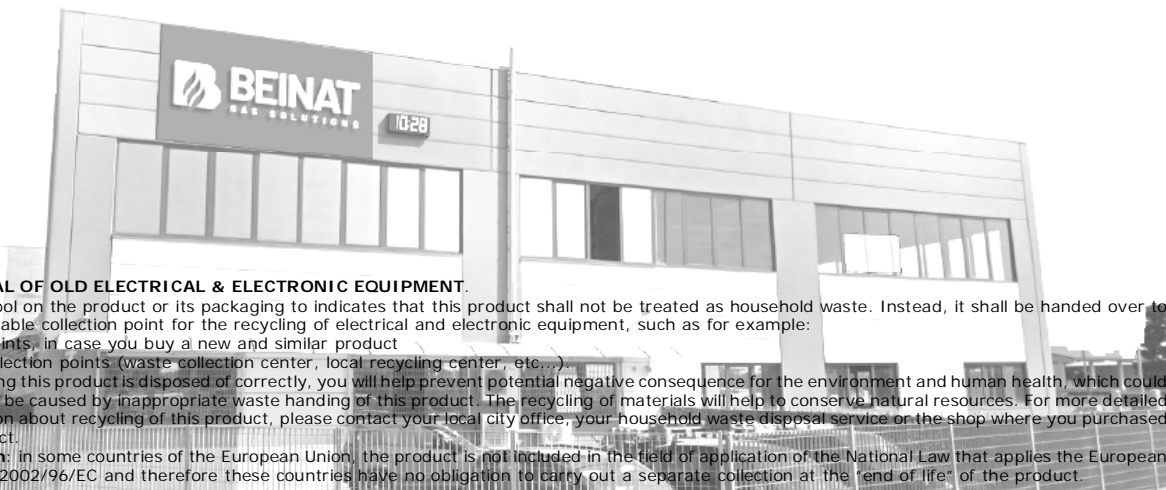 BEINAT
GAS SOLUTIONS
10:28
AL OF OLD ELECTRICAL & ELECTRONIC EQUIPMENT.
ool on the product or its packaging to indicates that this product shall not be treated as household waste. Instead, it shall be handed over to
able collection point for the recycling of electrical and electronic equipment, such as for example:
ints, in case you buy a new and similar product
lection points (waste collection center, local recycling center, etc...).
ng this product is disposed of correctly, you will help prevent potential negative consequence for the environment and human health, which could
be caused by inappropriate waste handing of this product. The recycling of materials will help to conserve natural resources. For more detailed
on about recycling of this product, please contact your local city office, your household waste disposal service or the shop where you purchased
ct.
n: in some countries of the European Union, the product is not included in the field of application of the National Law that applies the European
2002/96/EC and therefore these countries have no obligation to carry out a separate collection at the "end of life" of the product.